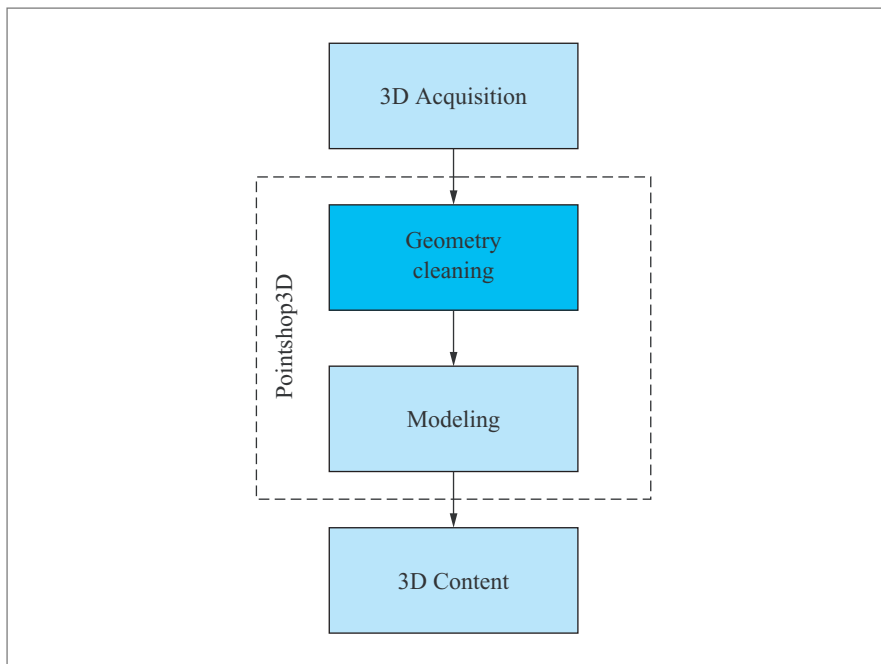 3D Acquisition
Geometry
cleaning
Pointshop3D
Modeling
3D Content